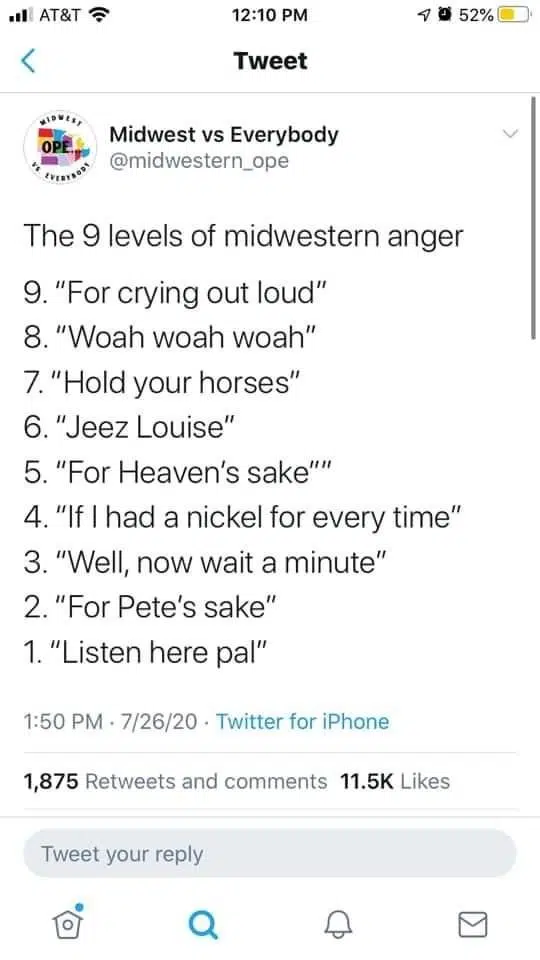 AT&T 12:10 PM 52%
Tweet
MIDWEST
OPE
VS EVERYBODY
Midwest vs Everybody
@midwestern_ope
The 9 levels of midwestern anger
9. “For crying out loud”
8. “Woah woah woah”
7. “Hold your horses”
6. “Jeez Louise”
5. “For Heaven’s sake””
4. “If I had a nickel for every time”
3. “Well, now wait a minute”
2. “For Pete’s sake”
1. “Listen here pal”
1:50 PM · 7/26/20 · Twitter for iPhone
1,875 Retweets and comments 11.5K Likes
Tweet your reply